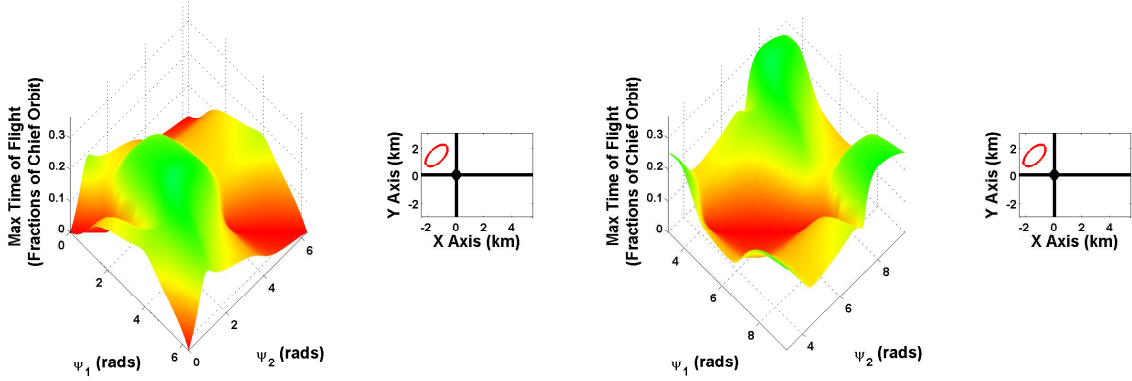 Max Time of Flight
(Fractions of Chief Orbit)
0.3
0.2
0.1
0
0
2
4
6
ψ1 (rads)
0
2
4
6
ψ2 (rads)
Y Axis (km)
2
0
-2
-2 0 2 4
X Axis (km)
Max Time of Flight
(Fractions of Chief Orbit)
0.3
0.2
0.1
0
4
6
8
ψ1 (rads)
4
6
8
ψ2 (rads)
Y Axis (km)
2
0
-2
-2 0 2 4
X Axis (km)